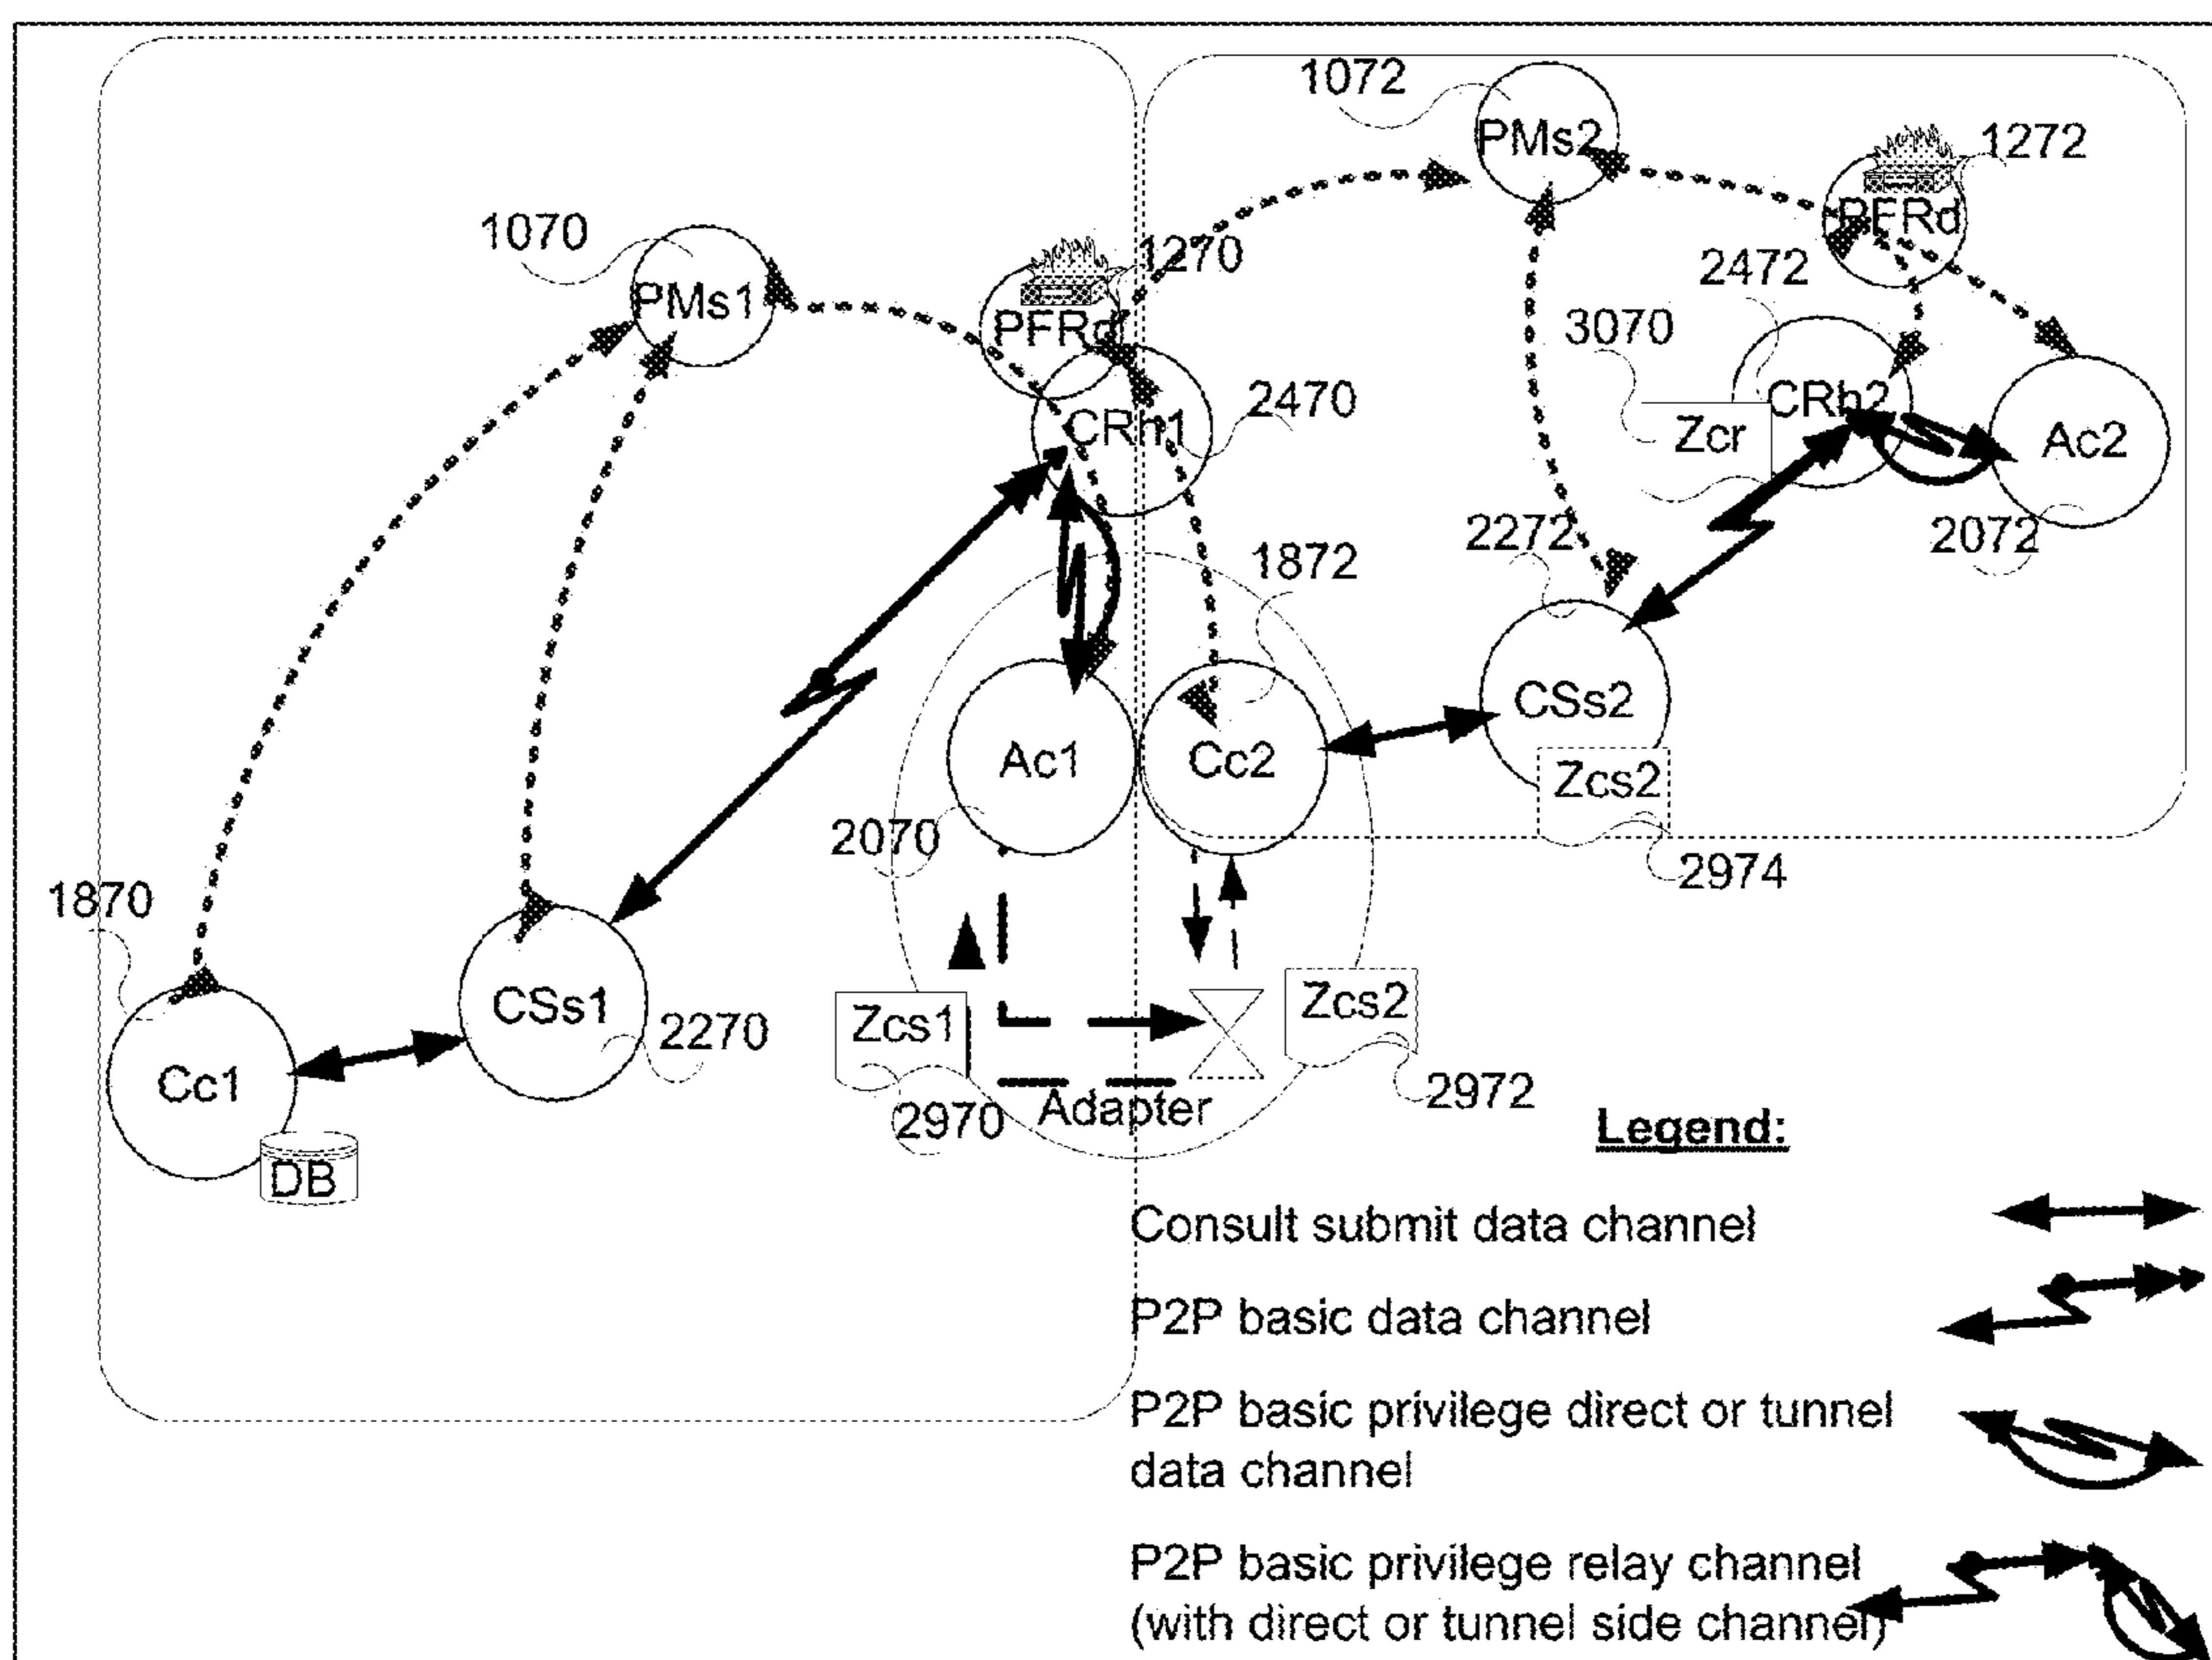 1072
PMs2
1272
PFRd
1070
PMs1
1270
PFRd
2472
3070
CRh2
Zcr
Ac2
2470
CRh1
2272
2072
1872
CSs2
Ac1
Cc2
Zcs2
2070
2974
1870
CSs1
2270
Zcs1
Zcs2
Cc1
2970
Adapter
2972
DB
Legend:
Consult submit data channel
P2P basic data channel
P2P basic privilege direct or tunnel
data channel
P2P basic privilege relay channel
(with direct or tunnel side channel)